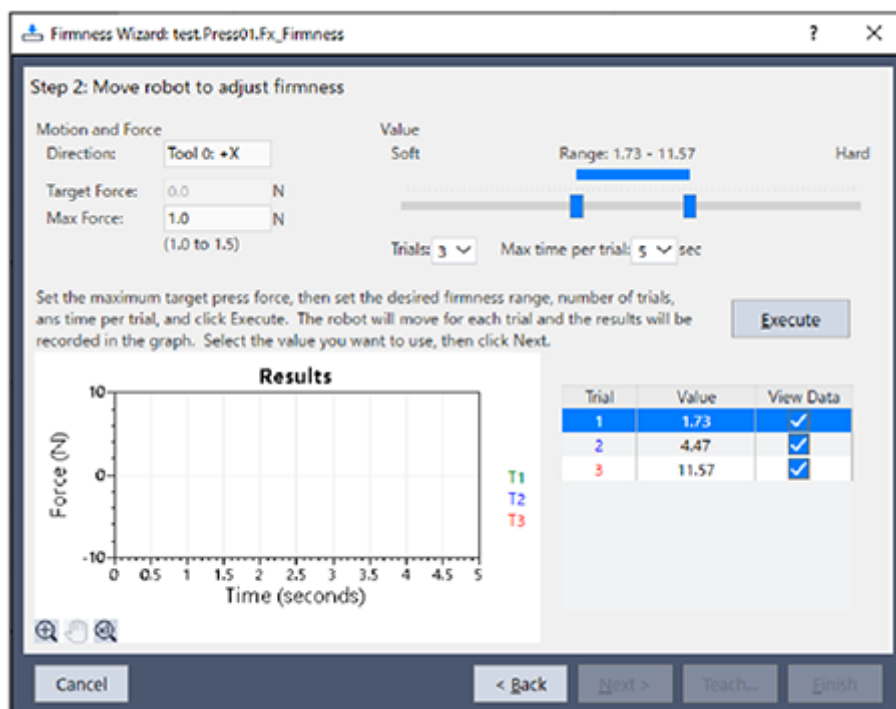 Firmness Wizard: test.Press01.Fx_Firmness ? X
Step 2: Move robot to adjust firmness
Motion and Force
Direction: Tool 0: +X
Target Force: 0.0 N
Max Force: 1.0 N
(1.0 to 1.5)
Value
Soft Range: 1.73 - 11.57 Hard
Trials: 3 Max time per trial: 5 sec
Set the maximum target press force, then set the desired firmness range, number of trials,
ans time per trial, and click Execute. The robot will move for each trial and the results will be
recorded in the graph. Select the value you want to use, then click Next.
Execute
Results
Force (N)
10
0
-10
0 0.5 1 1.5 2 2.5 3 3.5 4 4.5 5
Time (seconds)
T1
T2
T3
Trial Value View Data
1 1.73
2 4.47
3 11.57
Cancel < Back Next > Teach... Finish